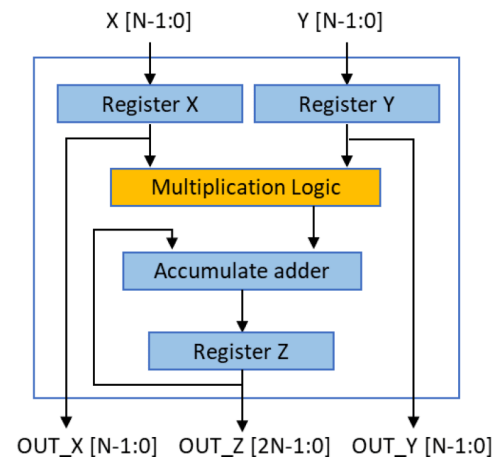 X [N-1:0] Y [N-1:0]
Register X Register Y
Multiplication Logic
Accumulate adder
Register Z
OUT_X [N-1:0] OUT_Z [2N-1:0] OUT_Y [N-1:0]